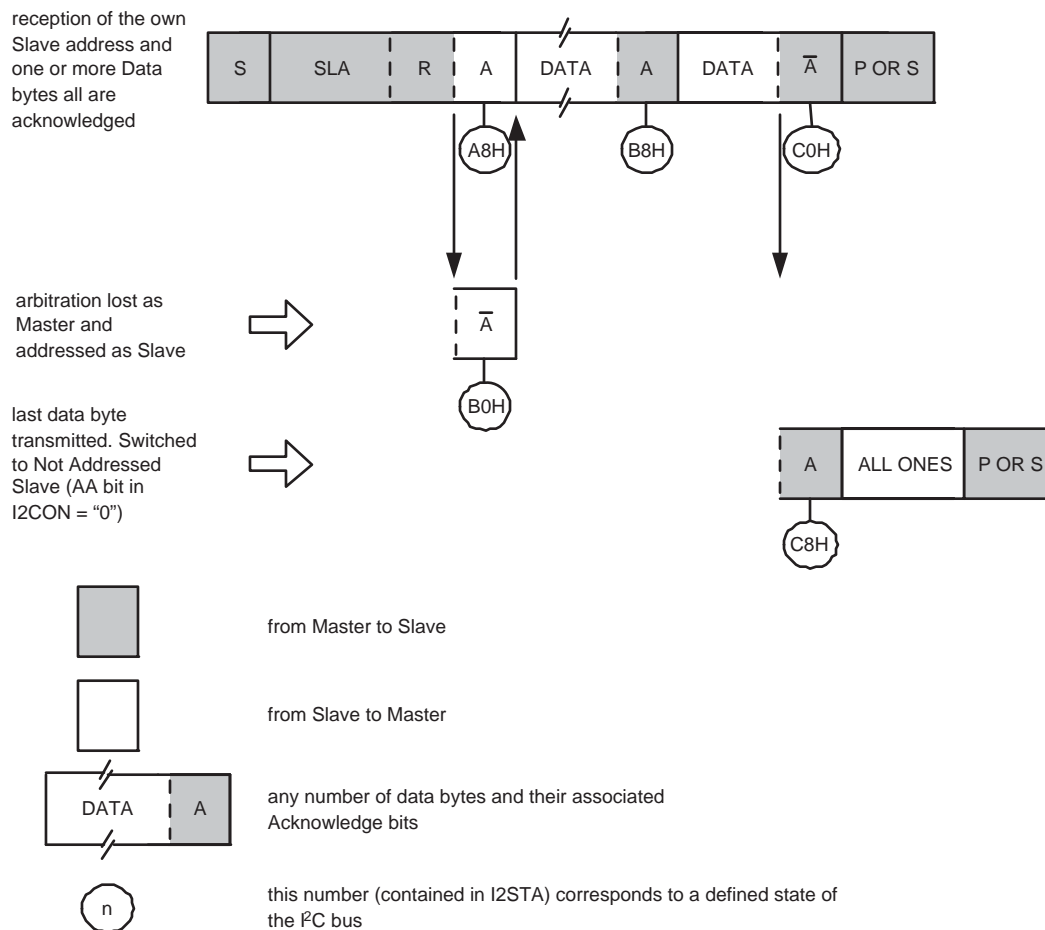 reception of the own
Slave address and
one or more Data
bytes all are
acknowledged
S SLA R A DATA A DATA A̅ P OR S
A8H B8H C0H
arbitration lost as
Master and
addressed as Slave
A̅
B0H
last data byte
transmitted. Switched
to Not Addressed
Slave (AA bit in
I2CON = “0”)
A ALL ONES P OR S
C8H
from Master to Slave
from Slave to Master
DATA A
any number of data bytes and their associated
Acknowledge bits
n
this number (contained in I2STA) corresponds to a defined state of
the I²C bus